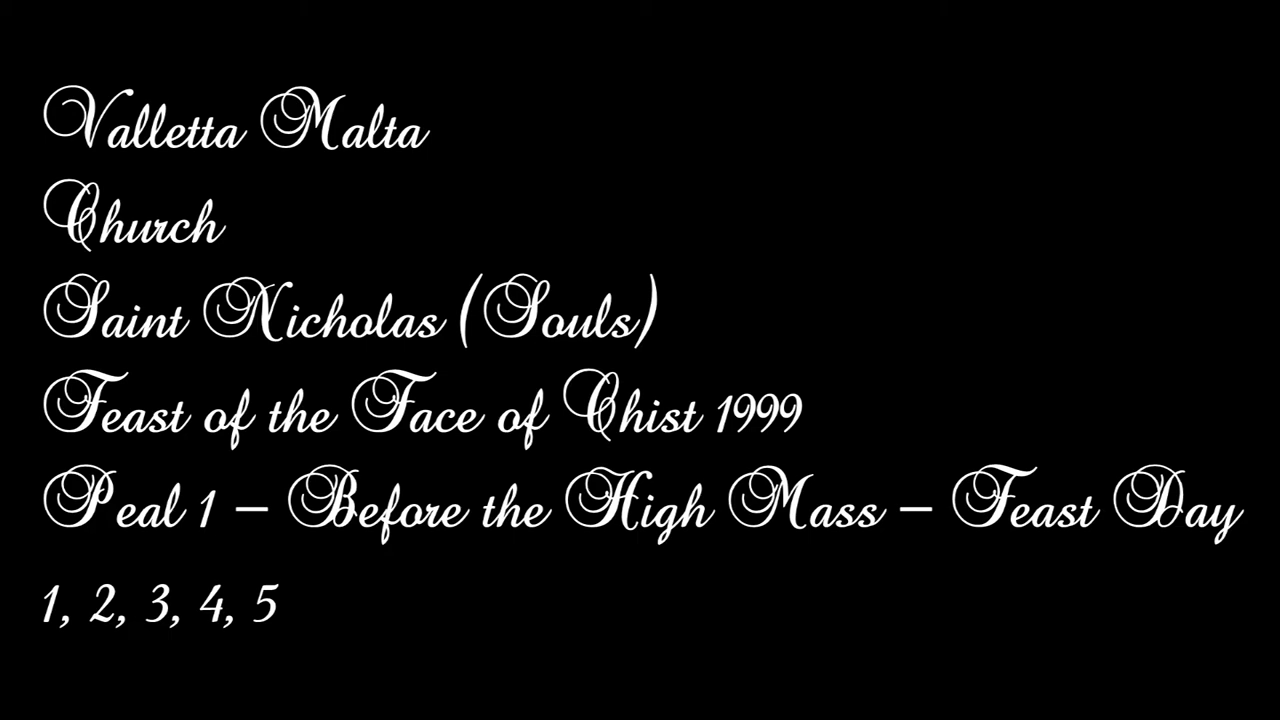 Valletta Malta
Church
Saint Nicholas (Souls)
Feast of the Face of Chist 1999
Peal 1 – Before the High Mass – Feast Day
1, 2, 3, 4, 5